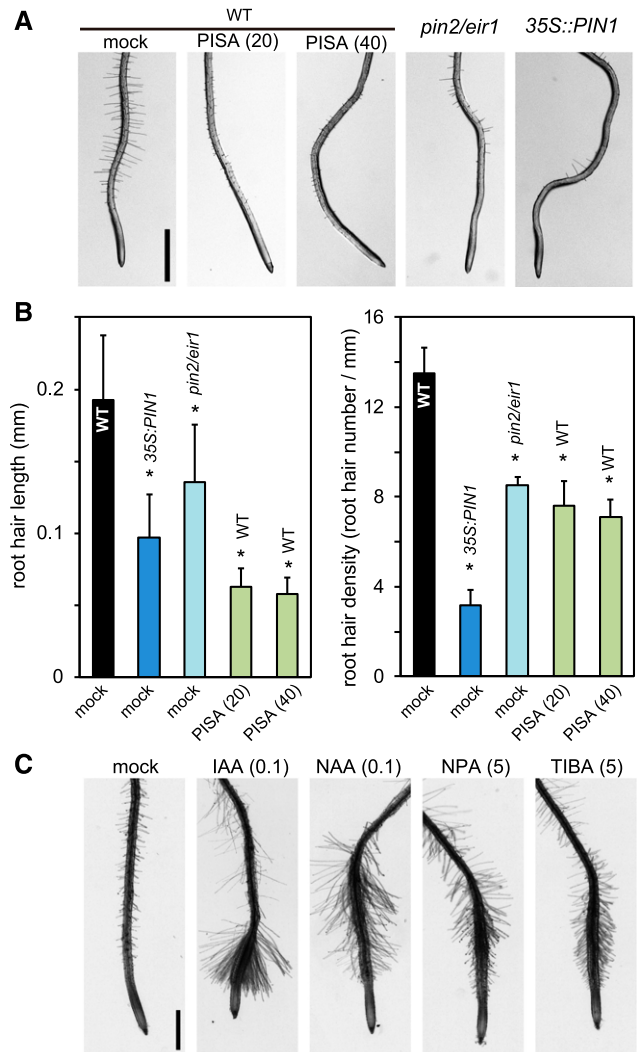 A
WT
mock PISA (20) PISA (40) pin2/eir1 35S::PIN1
B
root hair length (mm)
0.2
0.1
0
WT
* 35S:PIN1
* pin2/eir1
* WT
* WT
mock mock mock PISA (20) PISA (40)
root hair density (root hair number / mm)
16
12
8
4
0
WT
* 35S:PIN1
* pin2/eir1
* WT
* WT
mock mock mock PISA (20) PISA (40)
C
mock IAA (0.1) NAA (0.1) NPA (5) TIBA (5)